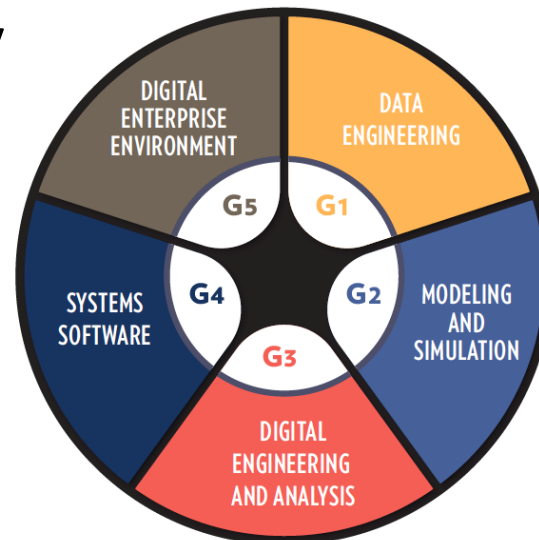 DIGITAL
ENTERPRISE
ENVIRONMENT
DATA
ENGINEERING
G5
G1
SYSTEMS
SOFTWARE
G4
G2
MODELING
AND
SIMULATION
G3
DIGITAL
ENGINEERING
AND ANALYSIS